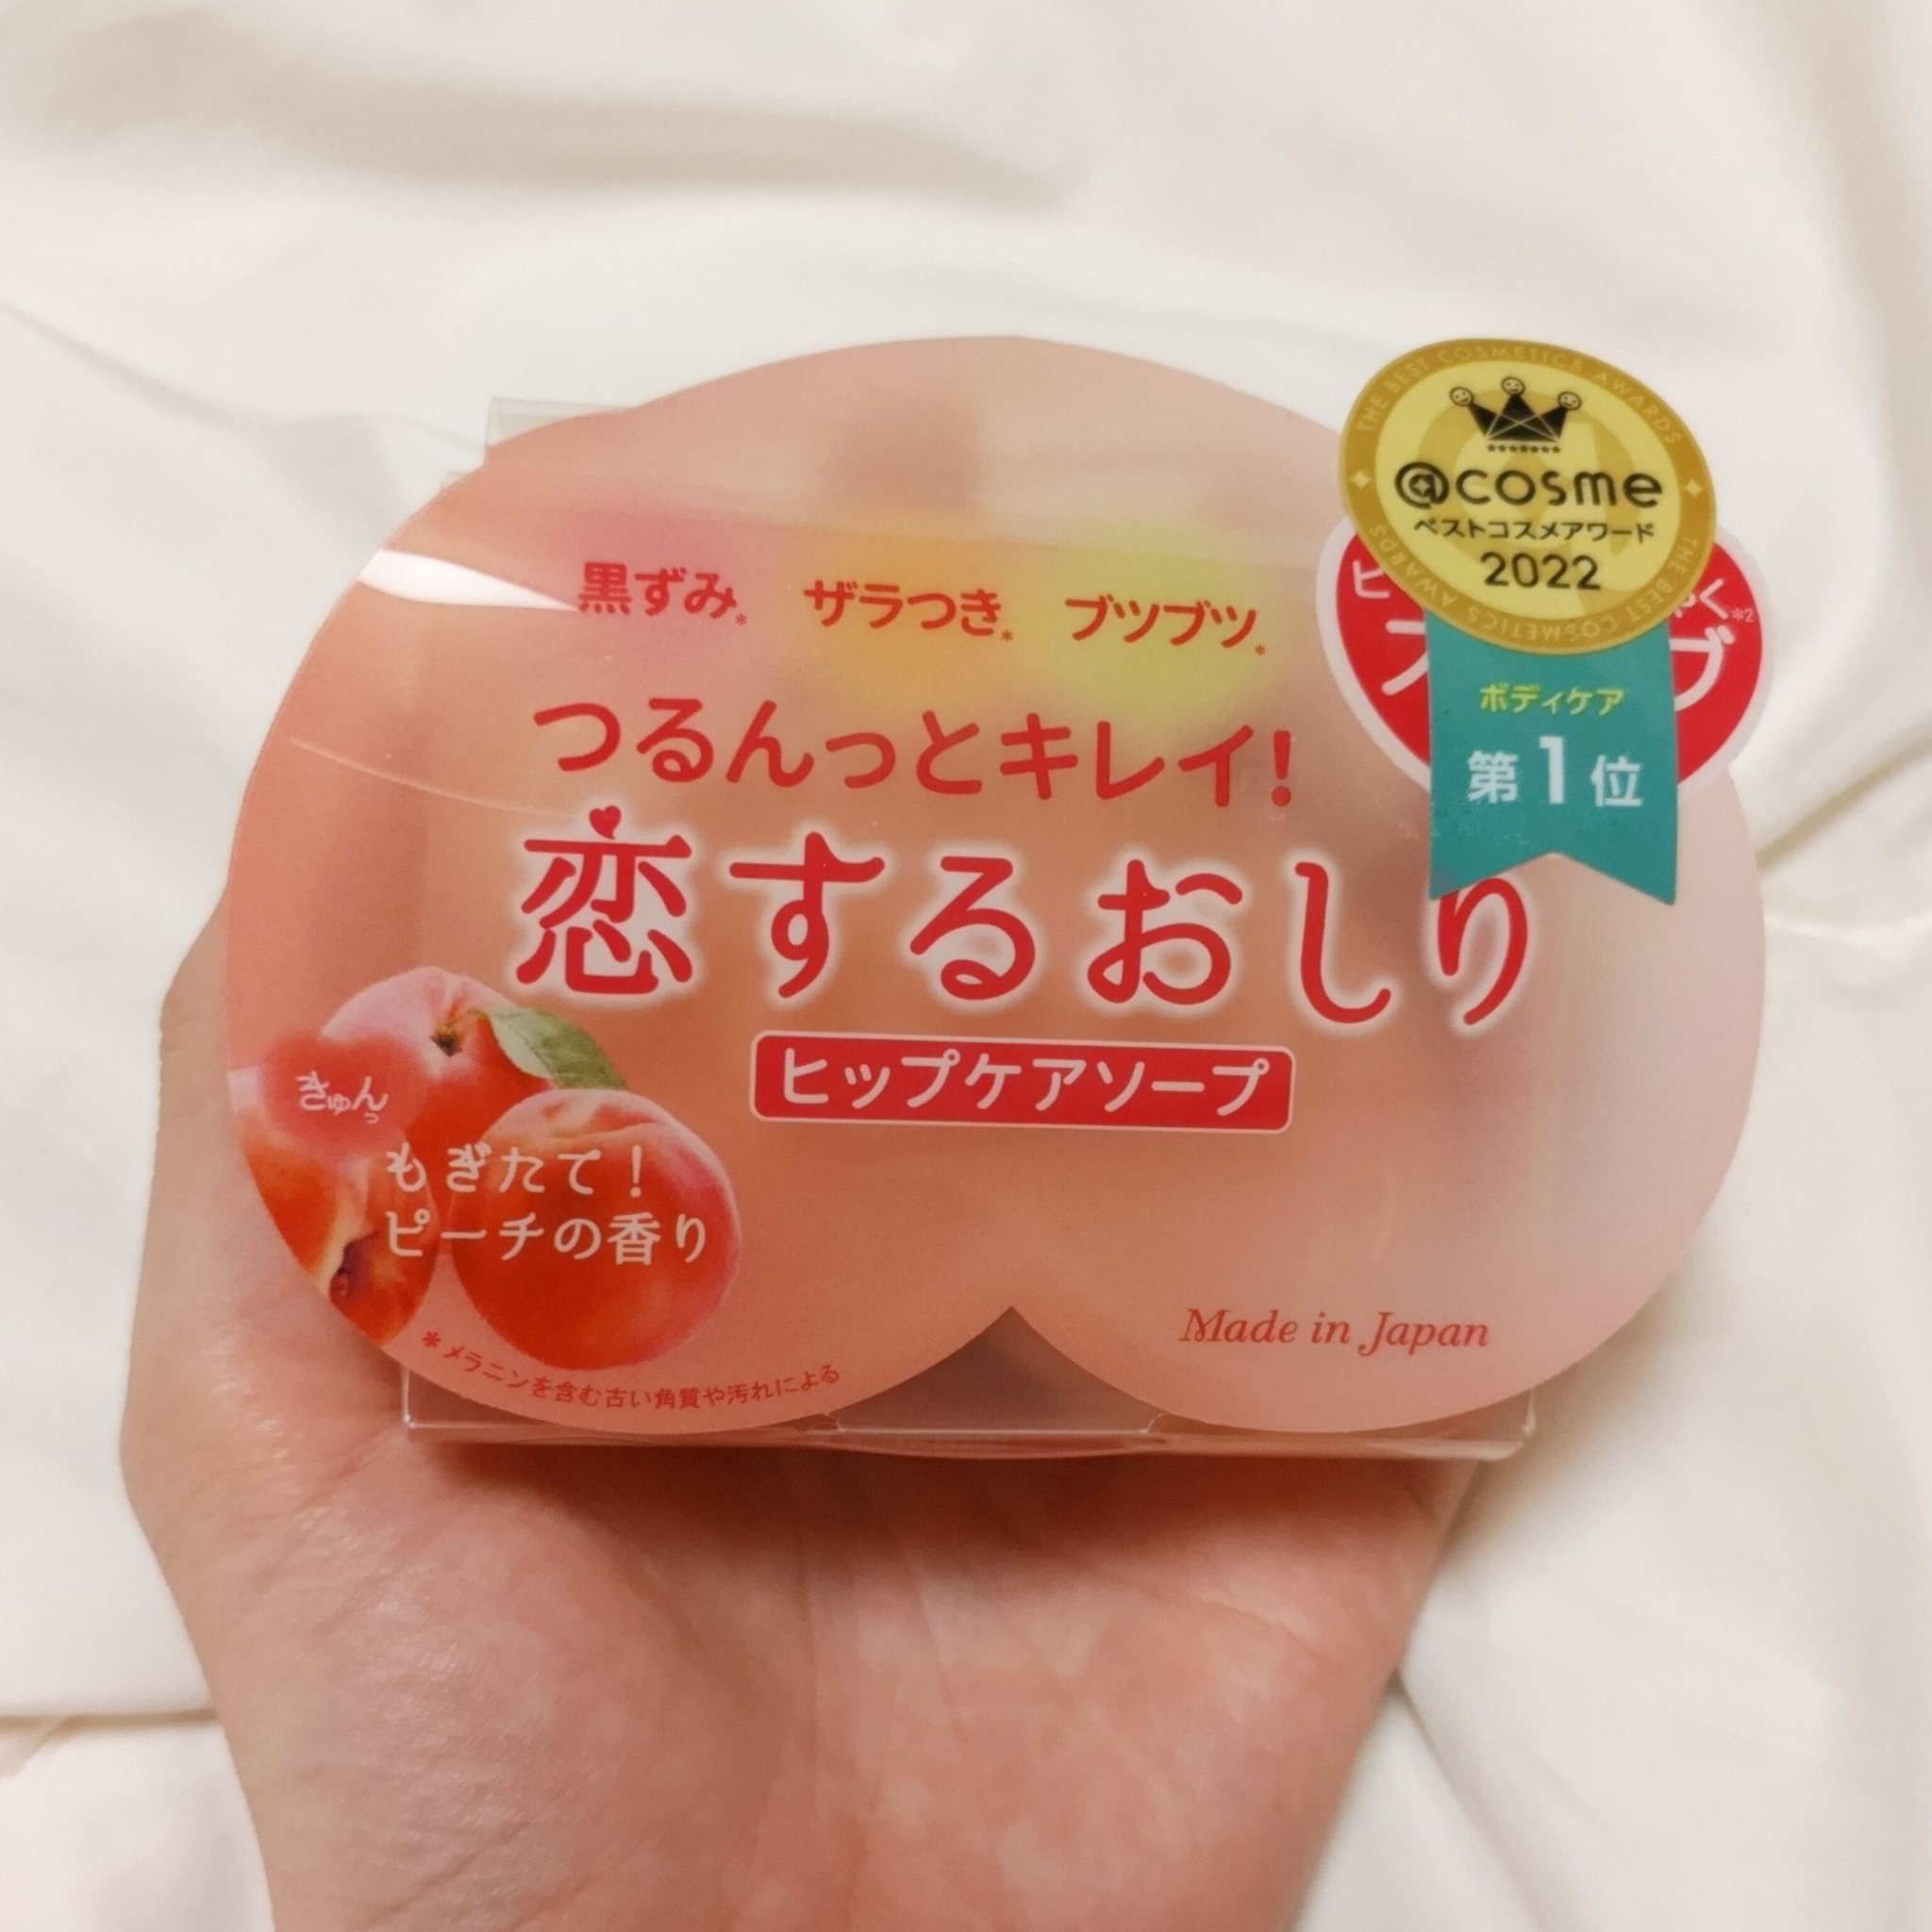 THE BEST COSMETICS AWARDS
@cosme
ベストコスメアワード
2022
THE BEST COSMETICS AWARDS
ボディケア
第1位
黒ずみ* ザラつき* ブツブツ*
つるんっとキレイ!
恋するおしり
ヒップケアソープ
きゅんっ
もぎたて!
ピーチの香り
Made in Japan
*メラニンを含む古い角質や汚れによる